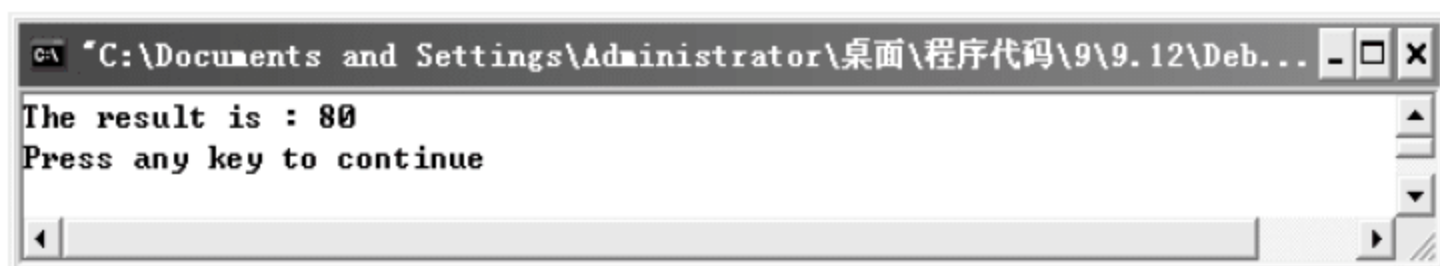 "C:\Documents and Settings\Administrator\桌面\程序代码\9\9.12\Deb...
The result is : 80
Press any key to continue